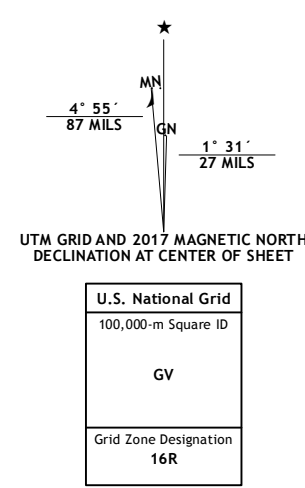 MN
4° 55´
87 MILS
GN
1° 31´
27 MILS
UTM GRID AND 2017 MAGNETIC NORTH
DECLINATION AT CENTER OF SHEET
U.S. National Grid
100,000-m Square ID
GV
Grid Zone Designation
16R